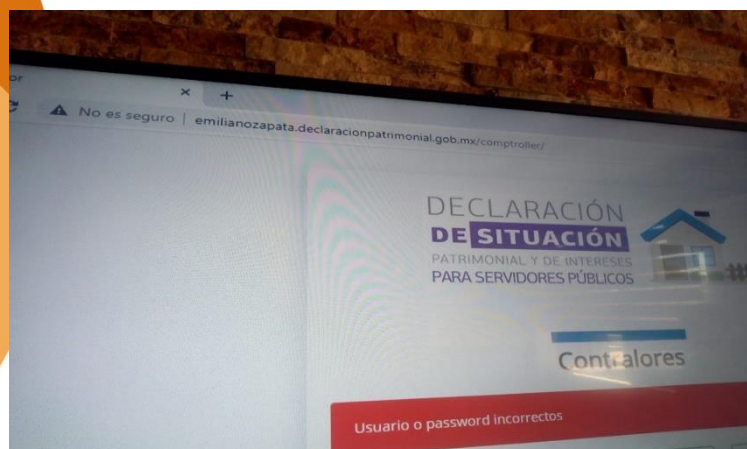 or
× +
No es seguro | emilianozapata.declaracionpatrimonial.gob.mx/comptroller/
DECLARACIÓN
DE SITUACIÓN
PATRIMONIAL Y DE INTERESES
PARA SERVIDORES PÚBLICOS
Contralores
Usuario o password incorrectos